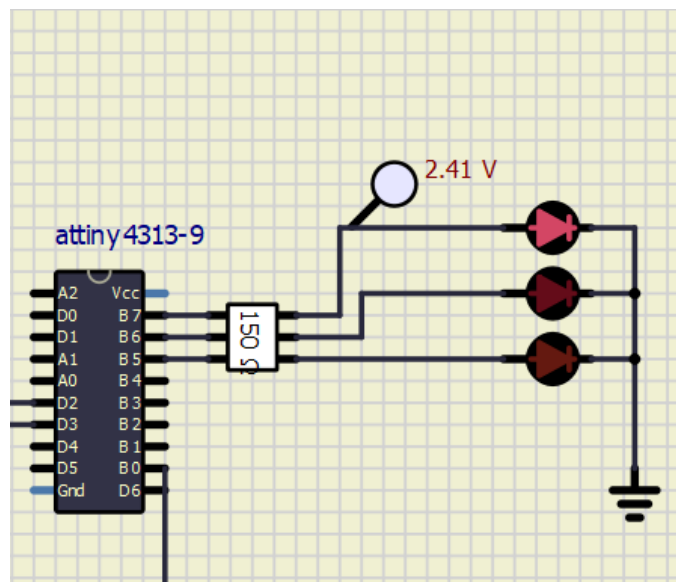 2.41 V
attiny4313-9
A2 Vcc
D0 B7
D1 B6
A1 B5
A0 B4
D2 B3
D3 B2
D4 B1
D5 B0
Gnd D6
150 Ω